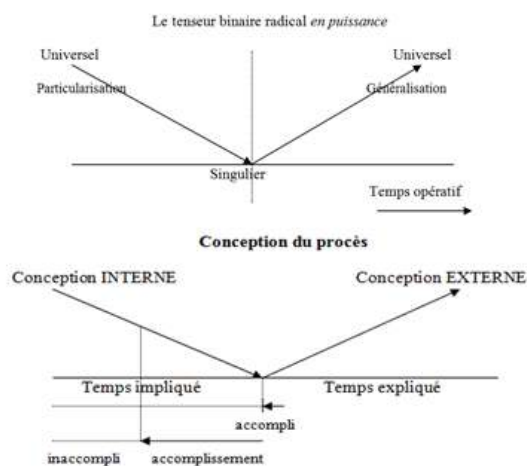 Le tenseur binaire radical en puissance
Universel Universel
Particularisation Généralisation
Singulier
Temps opératif
Conception du procès
Conception INTERNE Conception EXTERNE
Temps impliqué Temps expliqué
accompli
inaccompli accomplissement